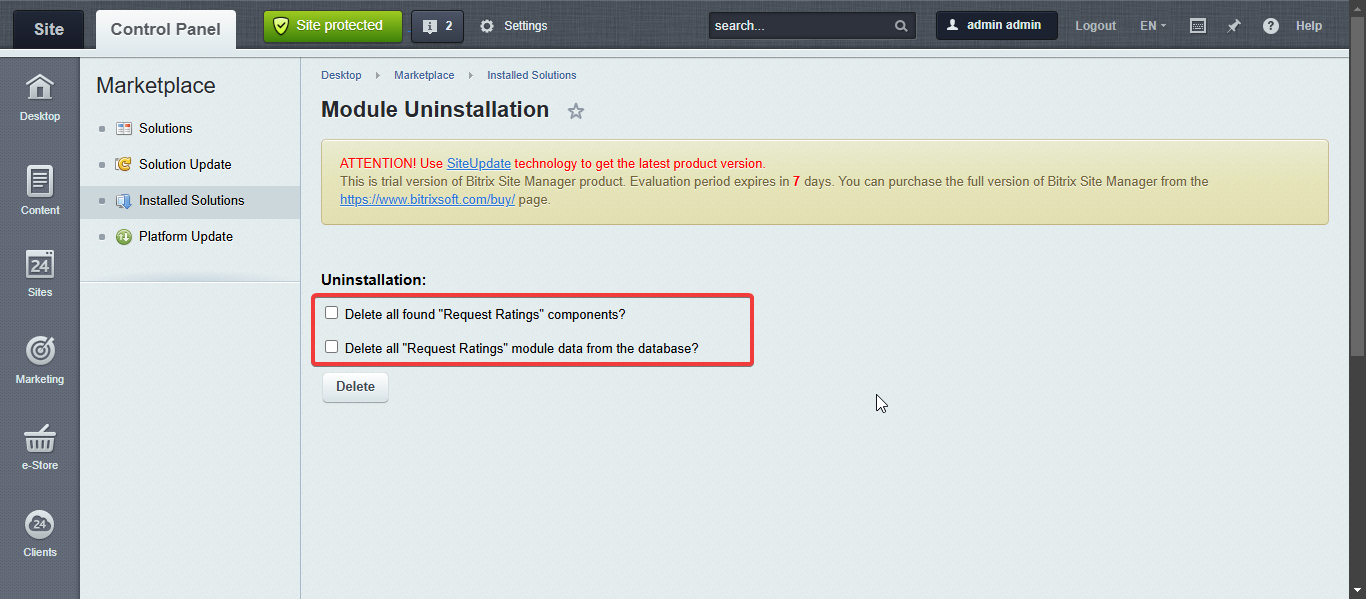 Site
Control Panel
Site protected
2
Settings
search...
admin admin
Logout
EN
?
Help
Desktop
Content
24
Sites
Marketing
e-Store
24
Clients
Marketplace
Solutions
Solution Update
Installed Solutions
Platform Update
Desktop Marketplace Installed Solutions
Module Uninstallation
ATTENTION! Use SiteUpdate technology to get the latest product version.
This is trial version of Bitrix Site Manager product. Evaluation period expires in 7 days. You can purchase the full version of Bitrix Site Manager from the
https://www.bitrixsoft.com/buy/ page.
Uninstallation:
Delete all found "Request Ratings" components?
Delete all "Request Ratings" module data from the database?
Delete